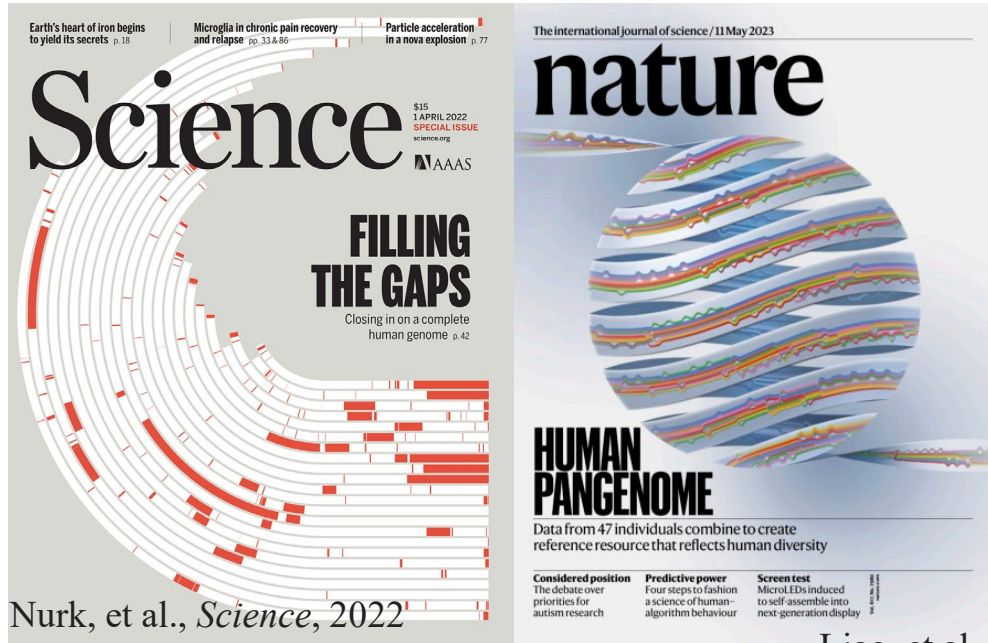 Earth's heart of iron begins
to yield its secrets p. 18
Microglia in chronic pain recovery
and relapse pp. 33 & 86
Particle acceleration
in a nova explosion p. 77
Science
$15
1 APRIL 2022
SPECIAL ISSUE
science.org
AAAS
FILLING
THE GAPS
Closing in on a complete
human genome p. 42
Nurk, et al., Science, 2022
The international journal of science / 11 May 2023
nature
HUMAN
PANGENOME
Data from 47 individuals combine to create
reference resource that reflects human diversity
Considered position
The debate over
priorities for
autism research
Predictive power
Four steps to fashion
a science of human–
algorithm behaviour
Screen test
MicroLEDs induced
to self-assemble into
next-generation display